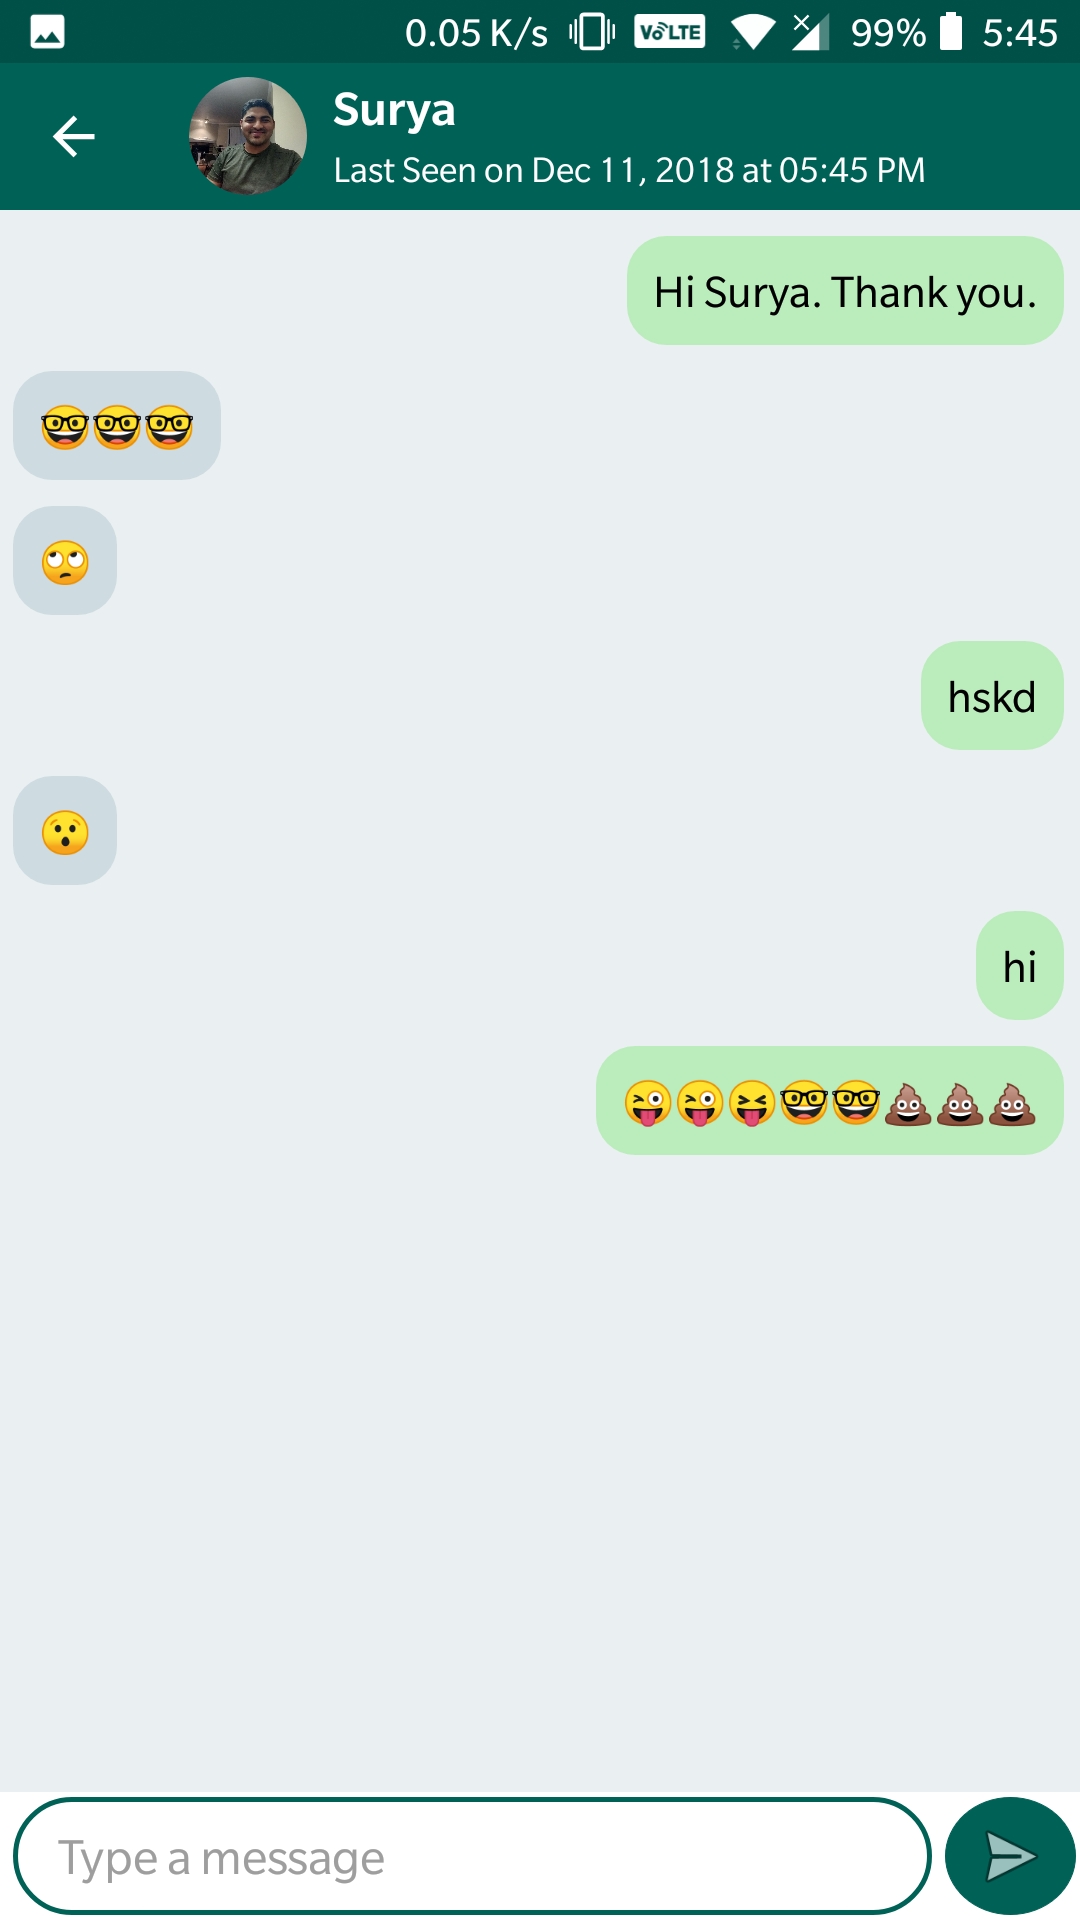 0.05 K/s VoLTE 99% 5:45
Surya
Last Seen on Dec 11, 2018 at 05:45 PM
Hi Surya. Thank you.
🤓🤓🤓
🙄
hskd
😯
hi
😜😜😝🤓🤓💩💩💩
Type a message